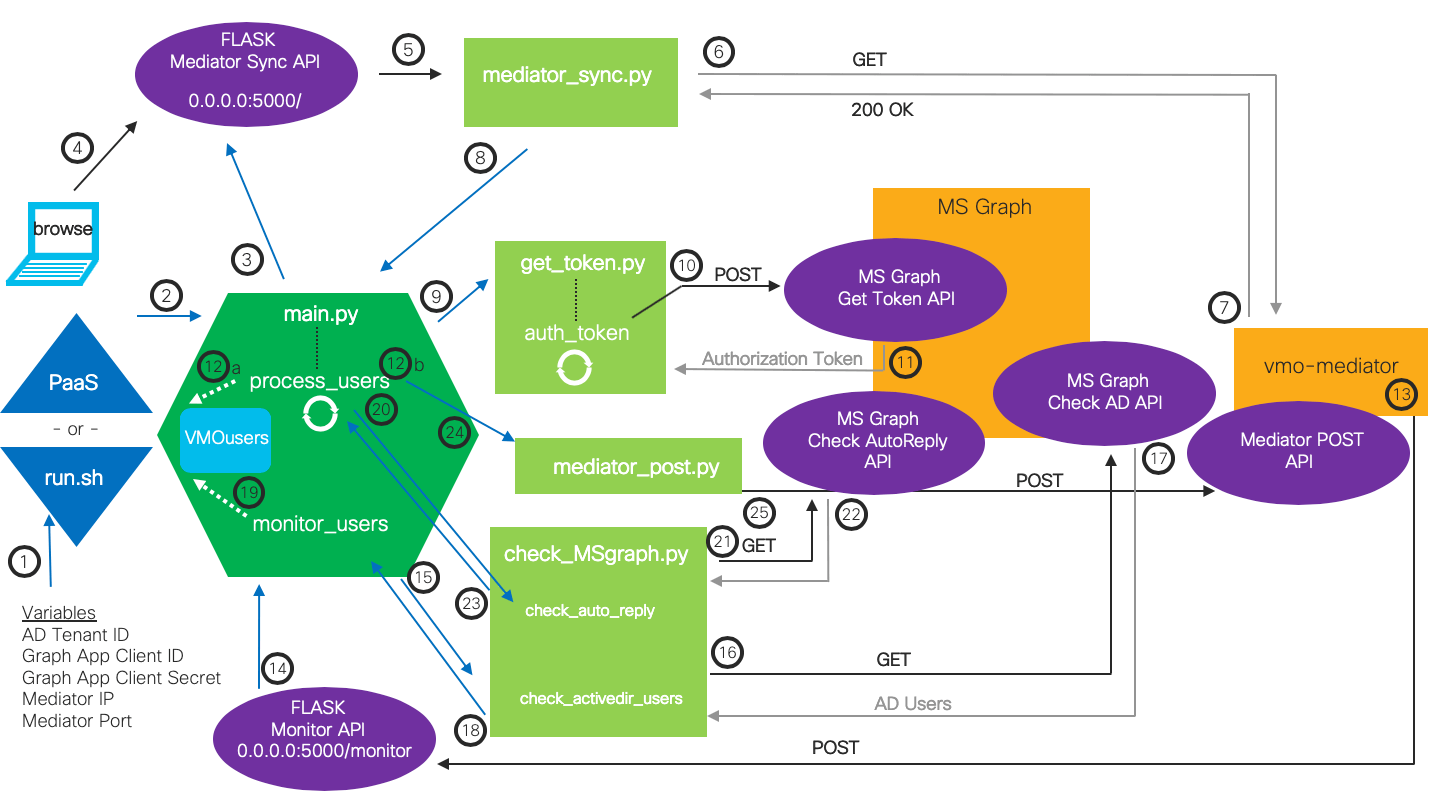 FLASK
Mediator Sync API
0.0.0.0:5000/
5
mediator_sync.py
6
GET
200 OK
4
8
browse
3
MS Graph
2
9
get_token.py
auth_token
10
POST
MS Graph
Get Token API
7
main.py
12 a
process_users
12 b
20
Authorization Token
11
PaaS
- or -
run.sh
VMOusers
24
19
monitor_users
MS Graph
Check AD API
vmo-mediator
13
MS Graph
Check AutoReply
API
Mediator POST
API
17
mediator_post.py
POST
25
22
1
15
check_MSgraph.py
21
GET
23
check_auto_reply
Variables
AD Tenant ID
Graph App Client ID
Graph App Client Secret
Mediator IP
Mediator Port
14
16
GET
check_activedir_users
AD Users
18
FLASK
Monitor API
0.0.0.0:5000/monitor
POST